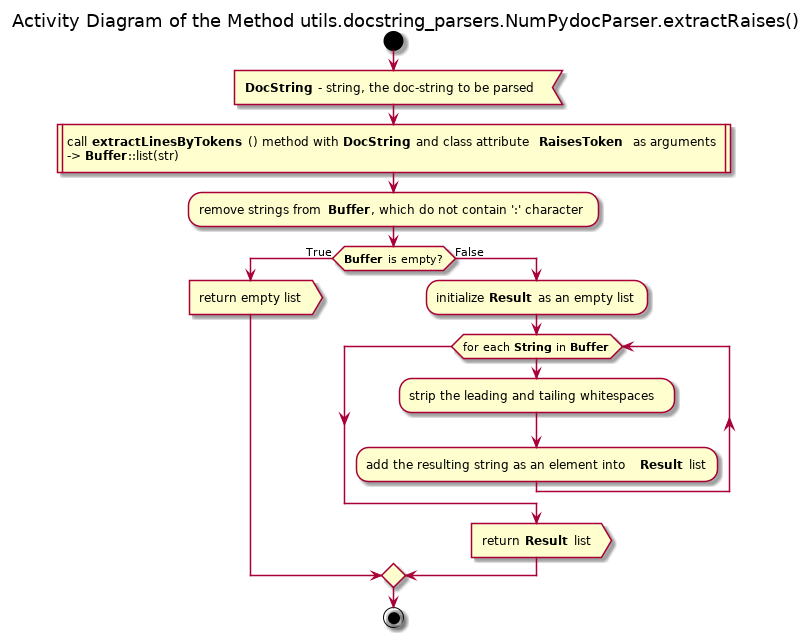 Activity Diagram of the Method utils.docstring_parsers.NumPydocParser.extractRaises()
DocString - string, the doc-string to be parsed
call extractLinesByTokens () method with DocString and class attribute RaisesToken as arguments
-> Buffer::list(str)
remove strings from Buffer, which do not contain ':' character
True
Buffer is empty?
False
return empty list
initialize Result as an empty list
for each String in Buffer
strip the leading and tailing whitespaces
add the resulting string as an element into Result list
return Result list